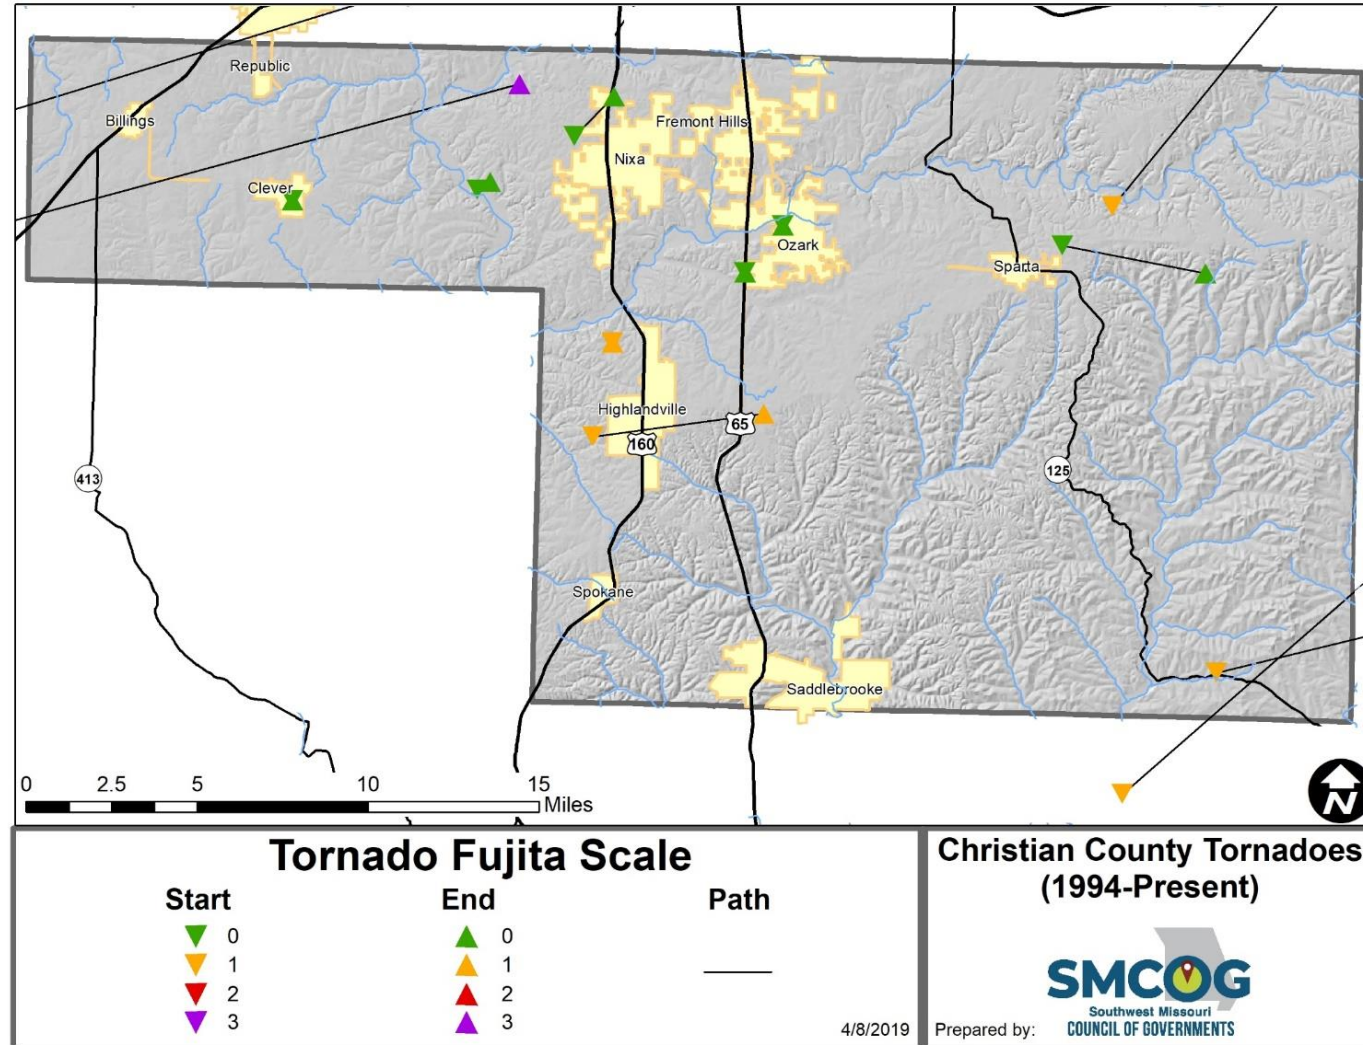 Republic
Billings
Fremont Hills
Nixa
Clever
Ozark
Sparta
Highlandville
65
160
413
125
Spokane
Saddlebrooke
0 2.5 5 10 15
Miles
N
Tornado Fujita Scale
Start End Path
0 0
1 1
2 2
3 3
4/8/2019
Christian County Tornadoes
(1994-Present)
Prepared by:
SMCOG
Southwest Missouri
COUNCIL OF GOVERNMENTS